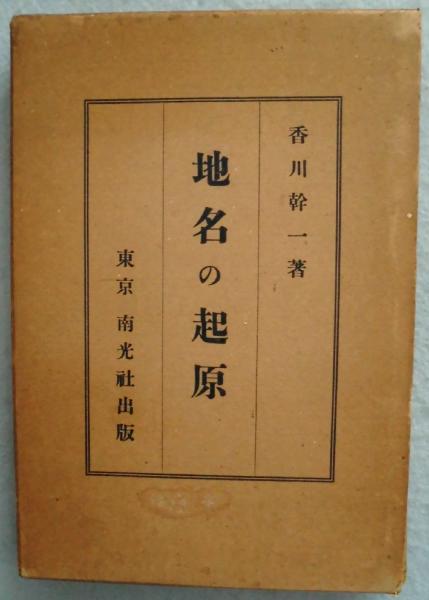 香川幹一著
地名の起原
東京 南光社出版